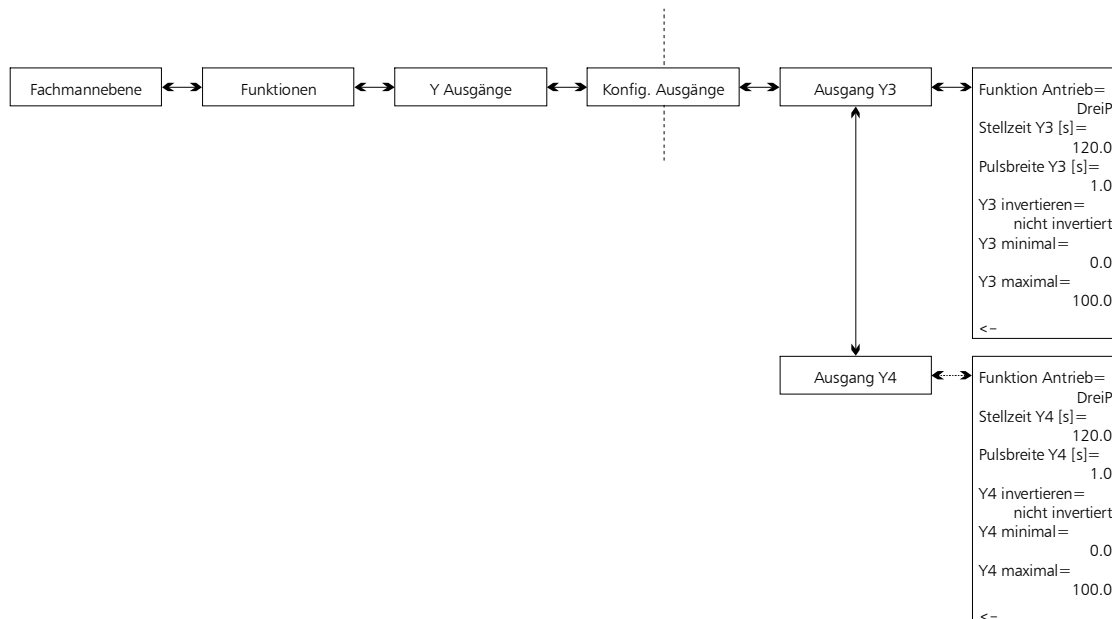 Fachmannebene
Funktionen
Y Ausgänge
Konfig. Ausgänge
Ausgang Y3
Funktion Antrieb=
DreiP
Stellzeit Y3 [s]=
120.0
Pulsbreite Y3 [s]=
1.0
Y3 invertieren=
nicht invertiert
Y3 minimal=
0.0
Y3 maximal=
100.0
<–
Ausgang Y4
Funktion Antrieb=
DreiP
Stellzeit Y4 [s]=
120.0
Pulsbreite Y4 [s]=
1.0
Y4 invertieren=
nicht invertiert
Y4 minimal=
0.0
Y4 maximal=
100.0
<–